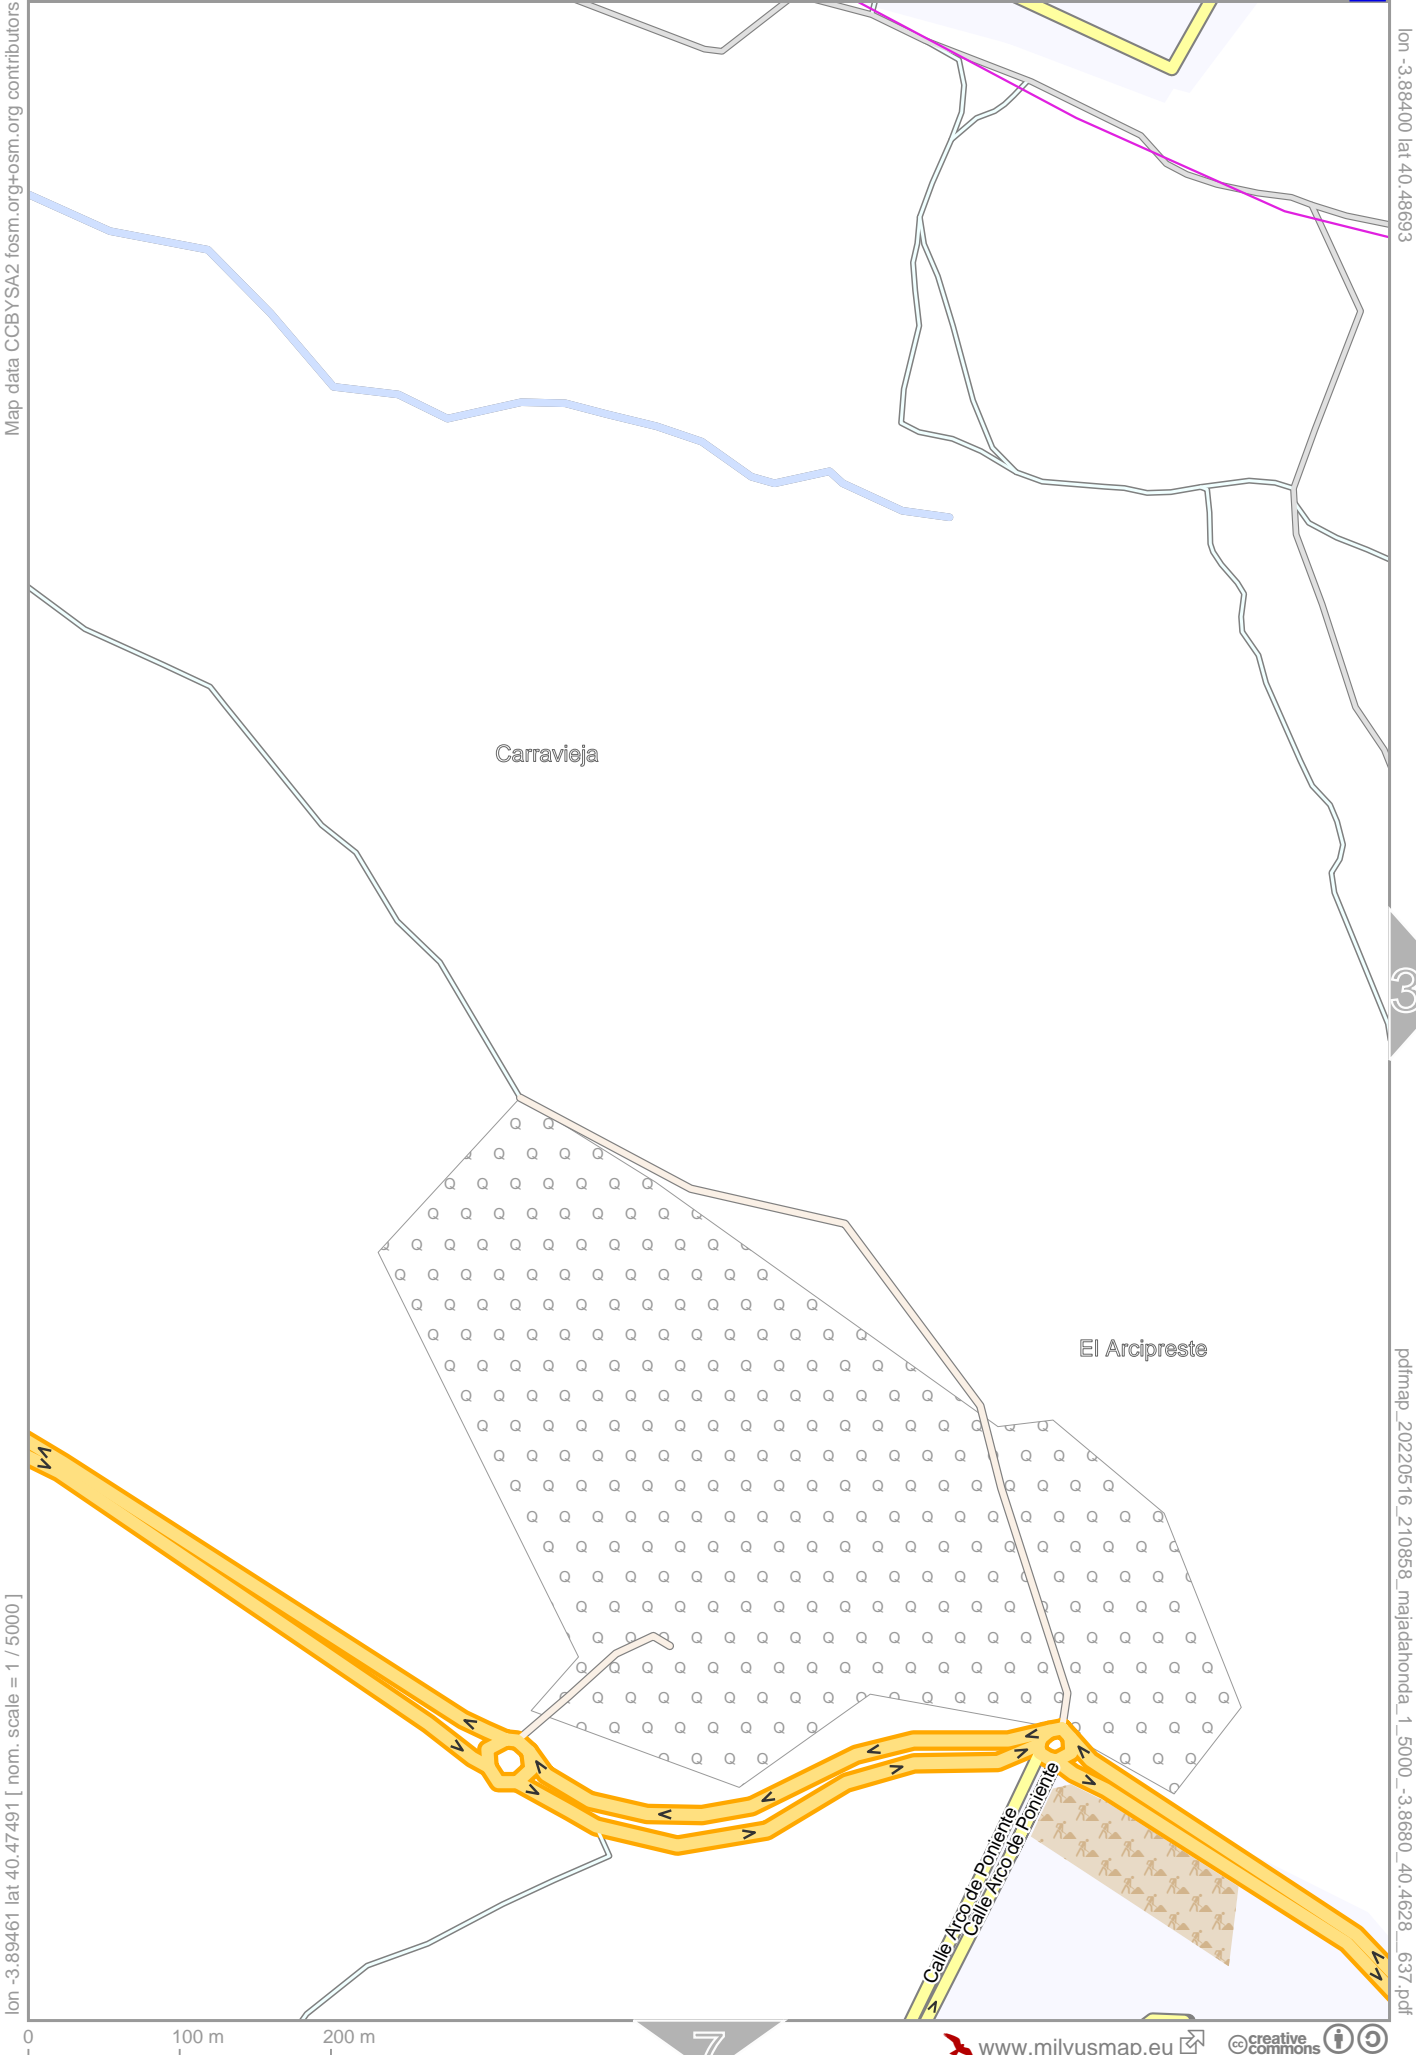 Map data CCBYSA2 fosm.org+osm.org contributors
lon -3.88400 lat 40.48693
Carravieja
3
El Arcipreste
pdfmap_20220516_210858_majadahonda_1_5000_-3.8680_40.4628__637.pdf
lon -3.89461 lat 40.47491 [ nom. scale = 1 / 5000 ]
Calle Arco de Poniente
Calle Arco de Poniente
0 100 m 200 m
7
www.milvusmap.eu
cc creative commons